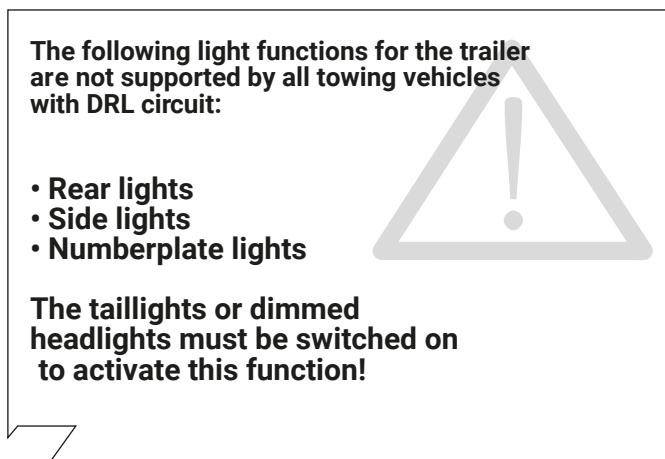 The following light functions for the trailer
are not supported by all towing vehicles
with DRL circuit:
• Rear lights
• Side lights
• Numberplate lights
The taillights or dimmed
headlights must be switched on
to activate this function!